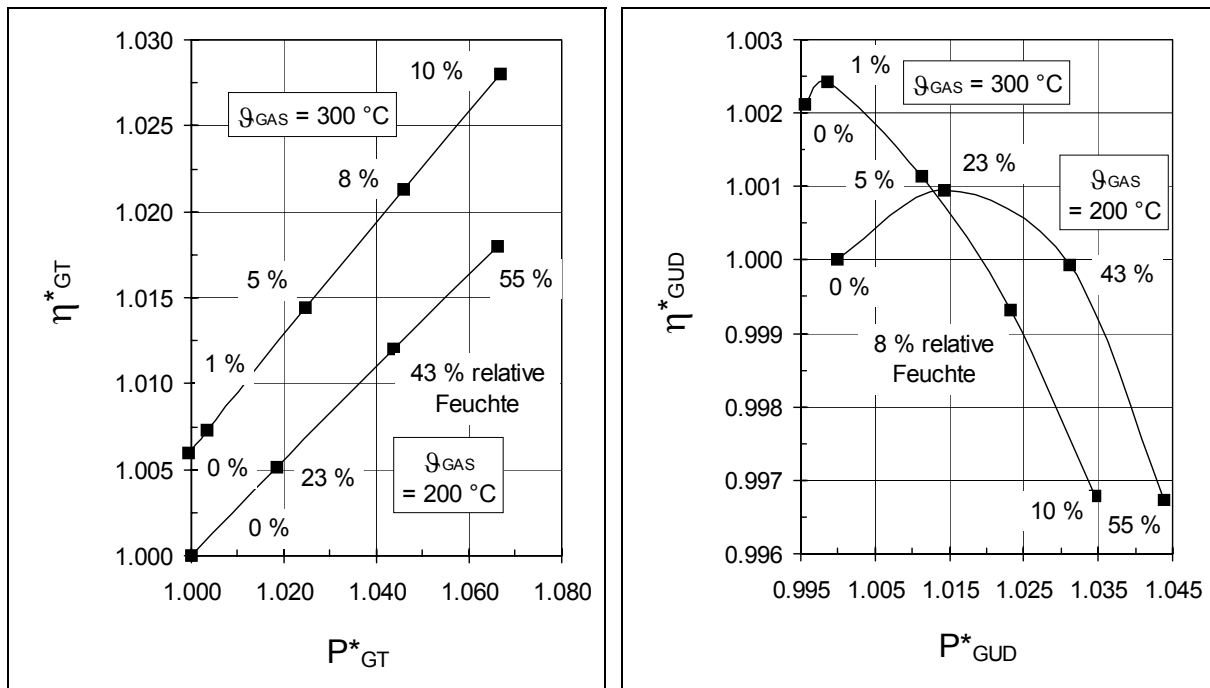 1.030
10 %
ϑGAS = 300 °C
1.025
8 %
1.020
η*GT
5 %
55 %
1.015
1 %
43 % relative
Feuchte
1.010
0 %
23 %
ϑGAS
= 200 °C
1.005
0 %
1.000
1.000 1.020 1.040 1.060 1.080
P*GT
1.003
1 %
ϑGAS = 300 °C
1.002
0 %
5 %
23 %
ϑGAS
= 200 °C
1.001
η*GUD
1.000
0 %
43 %
0.999
8 % relative
Feuchte
0.998
0.997
10 %
55 %
0.996
0.995 1.005 1.015 1.025 1.035 1.045
P*GUD